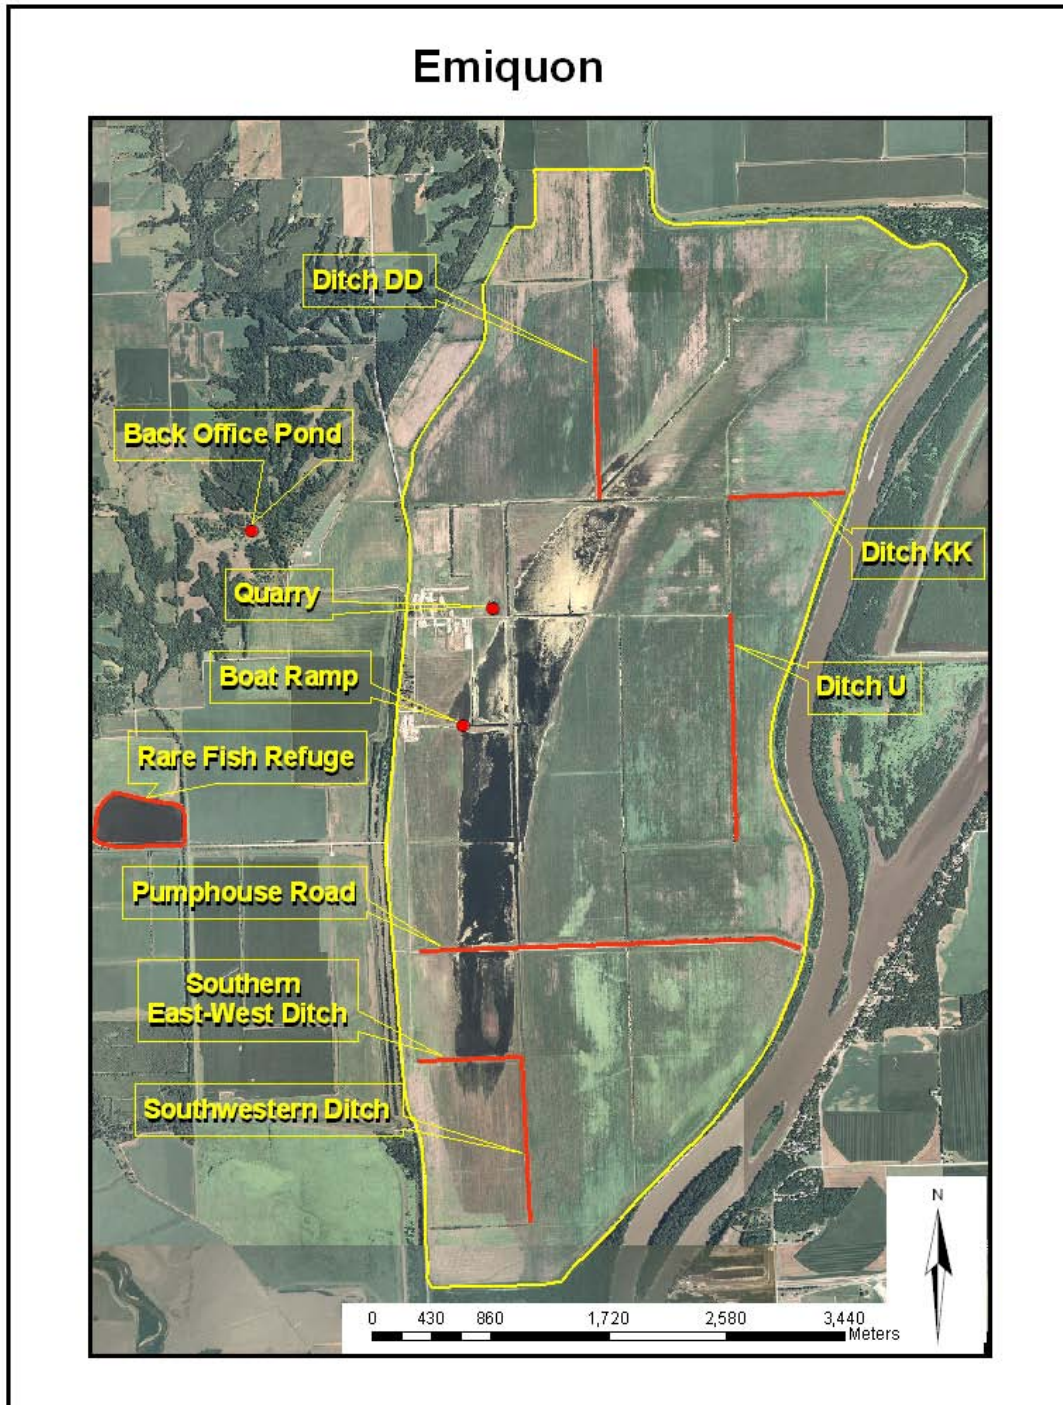 Emiquon
Ditch DD
Back Office Pond
Ditch KK
Quarry
Boat Ramp
Ditch U
Rare Fish Refuge
Pumphouse Road
Southern
East-West Ditch
Southwestern Ditch
N
0 430 860 1,720 2,580 3,440
Meters